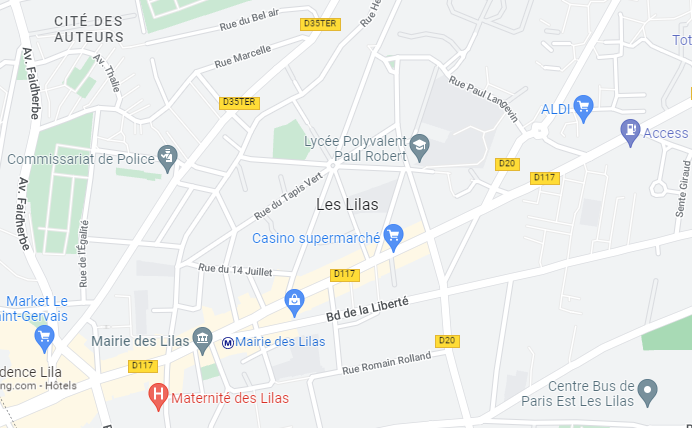 CITÉ DES
AUTEURS
Rue du Bel air
D35TER
Rue Marcelle
Av. Faidherbe
Av. Thalie
D35TER
Rue Paul Langevin
ALDI
Access
Lycée Polyvalent
Paul Robert
Commissariat de Police
D20
D117
Sente Giraud
Av. Faidherbe
Rue du Tapis Vert
Les Lilas
Rue de l'Égalité
Casino supermarché
Rue du 14 Juillet
D117
Market Le
aint-Gervais
Bd de la Liberté
Mairie des Lilas
Mairie des Lilas
D20
Rue Romain Rolland
D117
dence Lila
ng.com - Hôtels
Maternité des Lilas
Centre Bus de
Paris Est Les Lilas